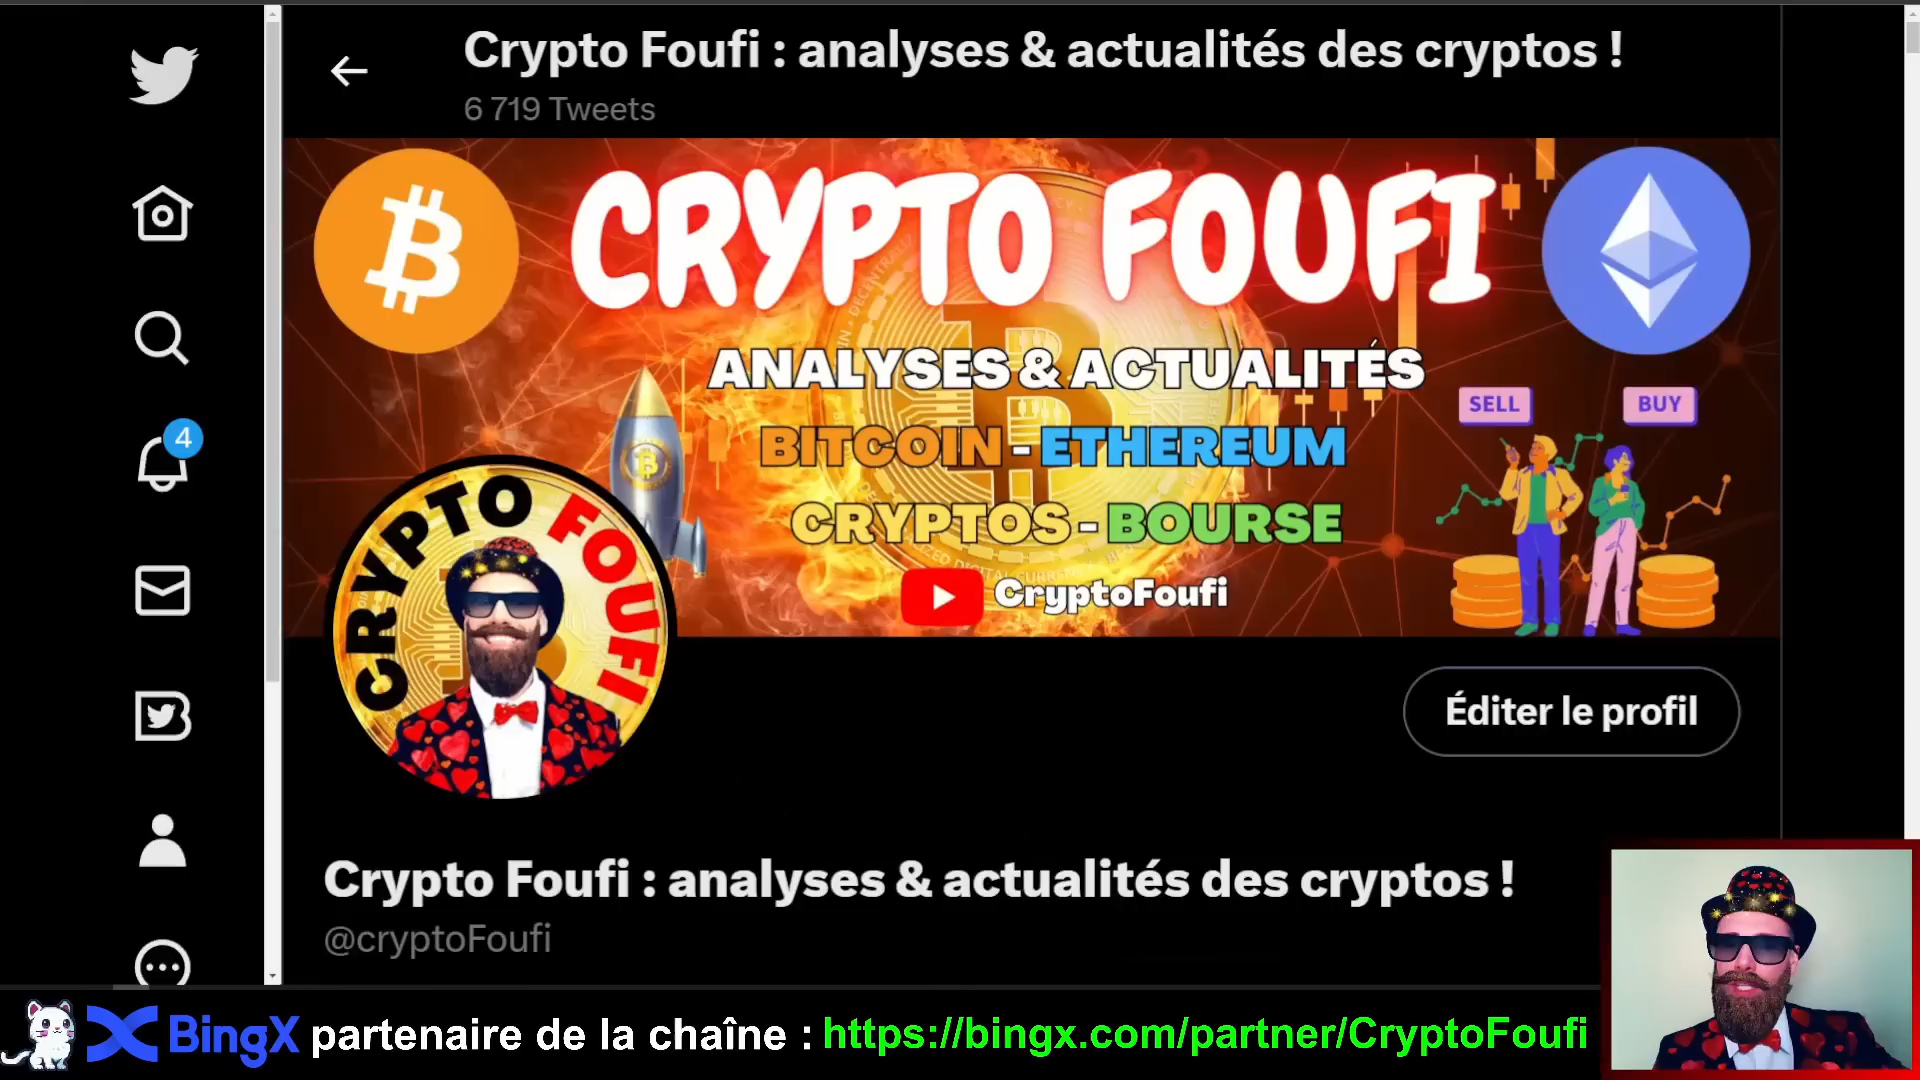 Crypto Foufi : analyses & actualités des cryptos !
6 719 Tweets
CRYPTO FOUFI
ANALYSES & ACTUALITÉS
SELL
BUY
BITCOIN - ETHEREUM
4
CRYPTOS - BOURSE
CryptoFoufi
CRYPTO FOUFI
Éditer le profil
Crypto Foufi : analyses & actualités des cryptos !
@cryptoFoufi
BingX partenaire de la chaîne : https://bingx.com/partner/CryptoFoufi